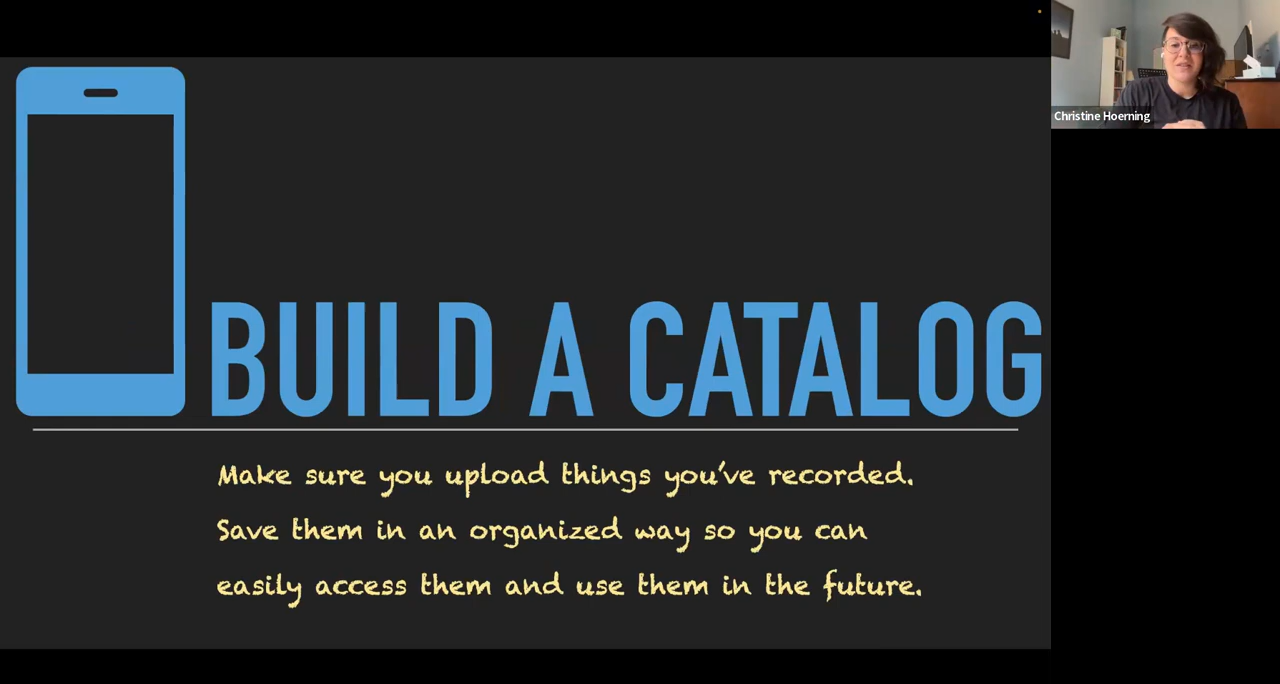 Christine Hoerning
BUILD A CATALOG
Make sure you upload things you've recorded.
Save them in an organized way so you can
easily access them and use them in the future.